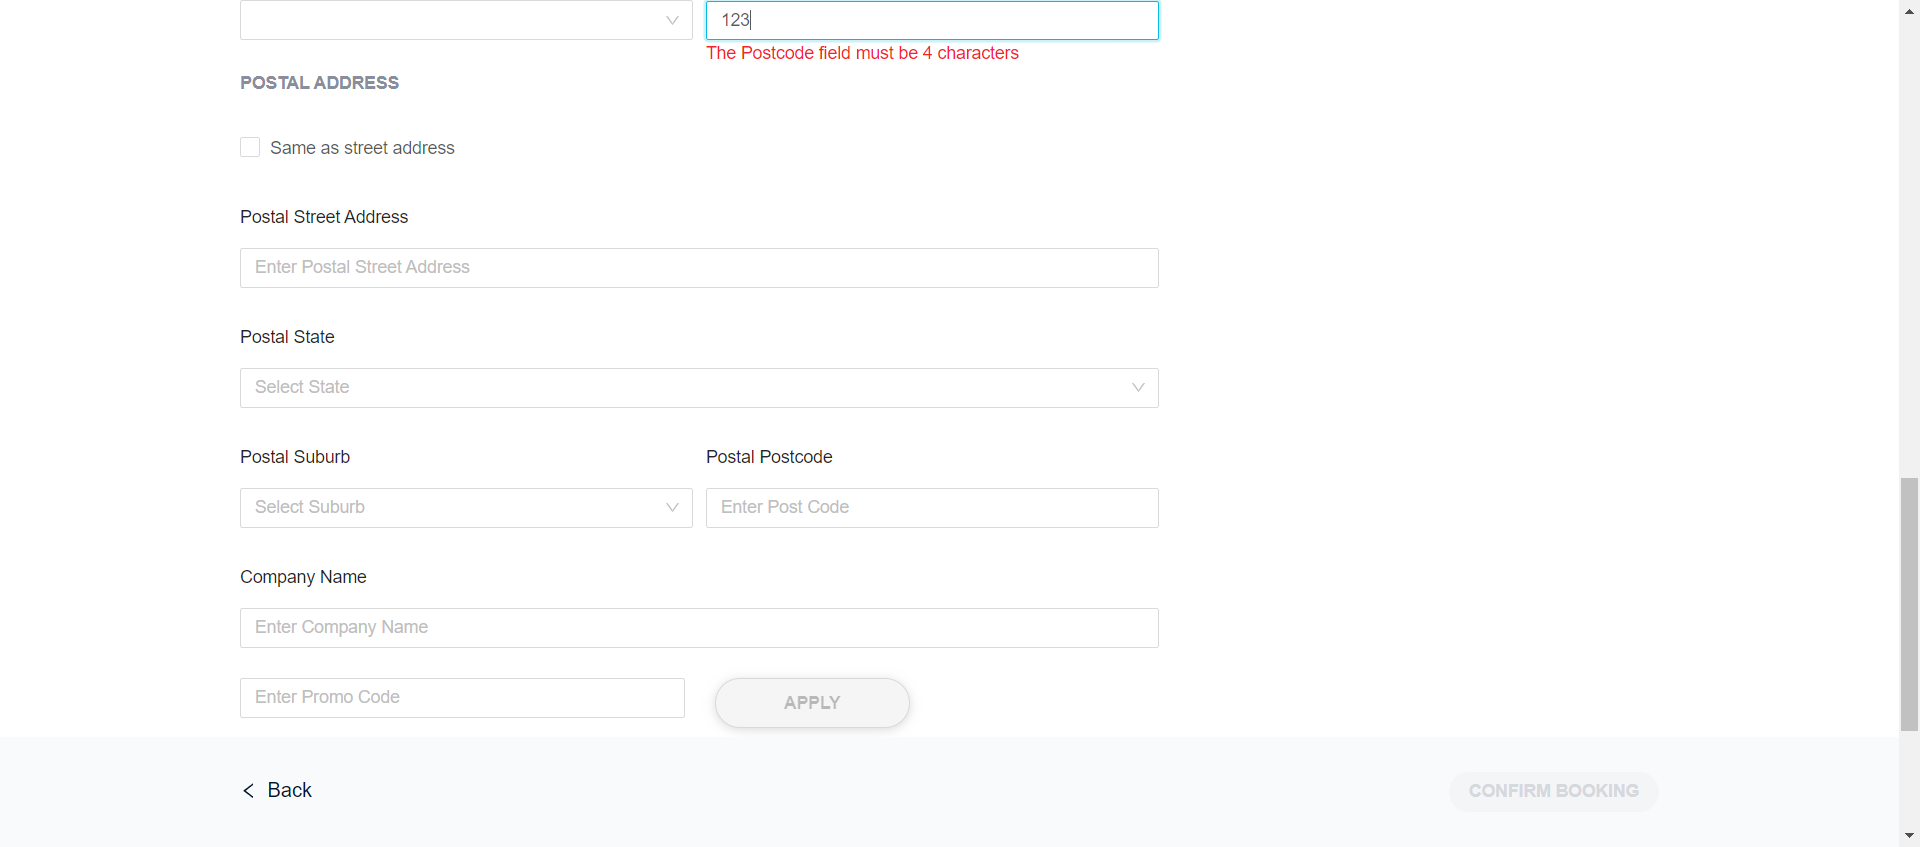 123
The Postcode field must be 4 characters
POSTAL ADDRESS
Same as street address
Postal Street Address
Enter Postal Street Address
Postal State
Select State
Postal Suburb
Postal Postcode
Select Suburb
Enter Post Code
Company Name
Enter Company Name
Enter Promo Code
APPLY
Back
CONFIRM BOOKING